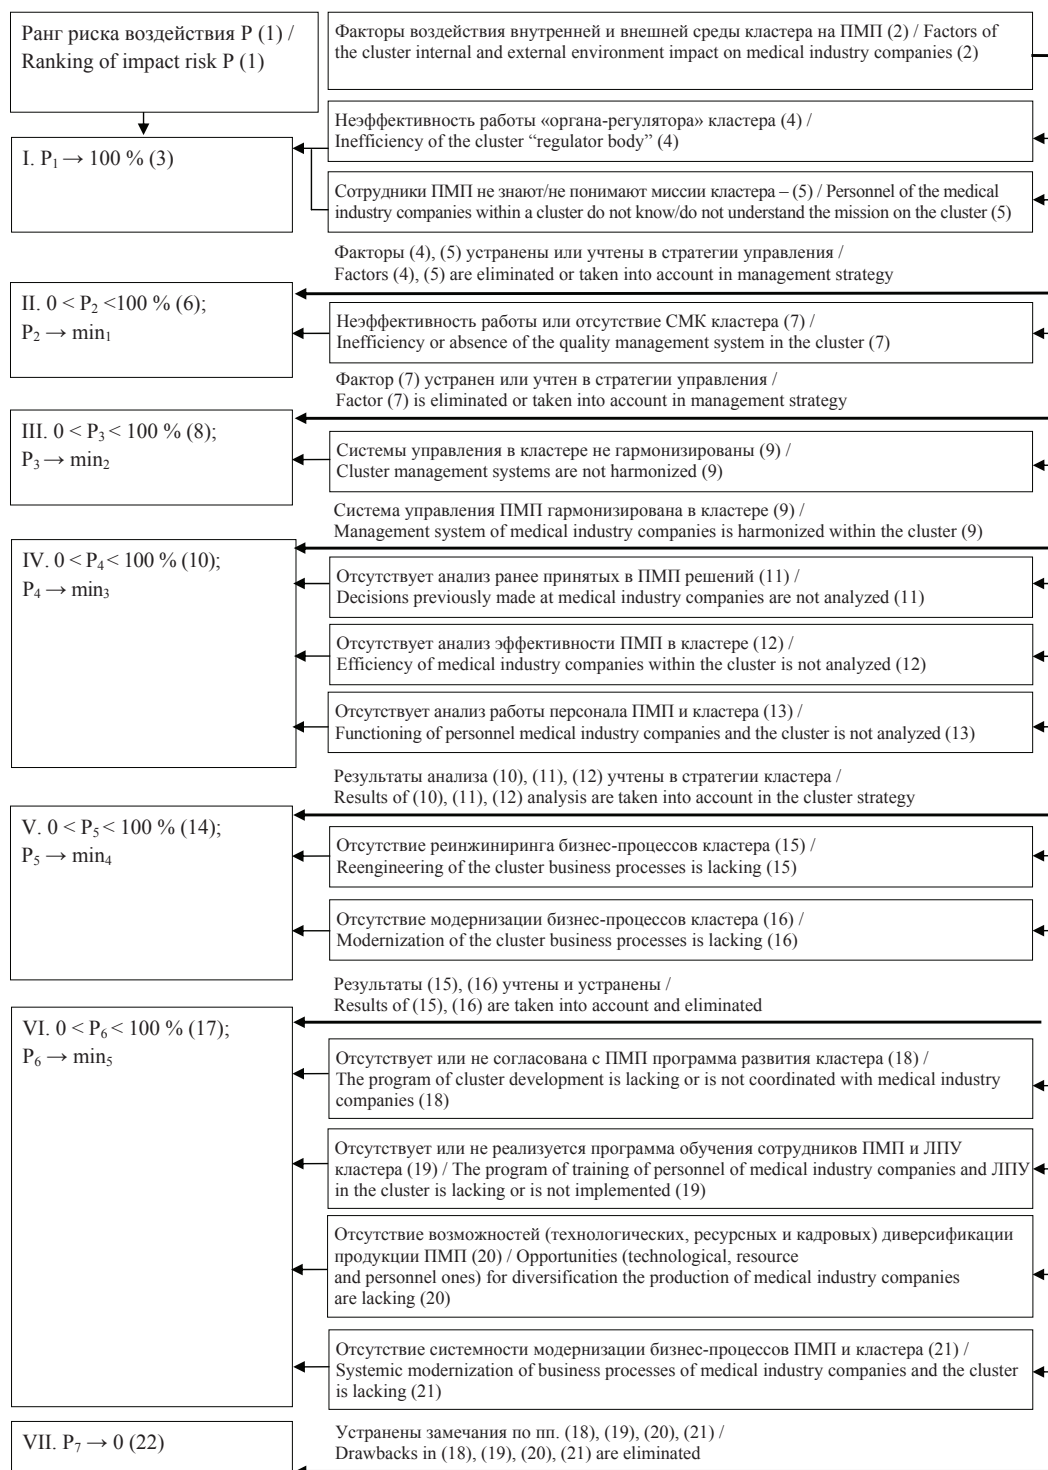 Ранг риска воздействия P (1) /
Ranking of impact risk P (1)
Факторы воздействия внутренней и внешней среды кластера на ПМП (2) / Factors of
the cluster internal and external environment impact on medical industry companies (2)
I. P₁ → 100 % (3)
Неэффективность работы «органа-регулятора» кластера (4) /
Inefficiency of the cluster “regulator body” (4)
Сотрудники ПМП не знают/не понимают миссии кластера – (5) / Personnel of the medical
industry companies within a cluster do not know/do not understand the mission on the cluster (5)
Факторы (4), (5) устранены или учтены в стратегии управления /
Factors (4), (5) are eliminated or taken into account in management strategy
II. 0 < P₂ <100 % (6);
P₂ → min₁
Неэффективность работы или отсутствие СМК кластера (7) /
Inefficiency or absence of the quality management system in the cluster (7)
Фактор (7) устранен или учтен в стратегии управления /
Factor (7) is eliminated or taken into account in management strategy
III. 0 < P₃ < 100 % (8);
P₃ → min₂
Системы управления в кластере не гармонизированы (9) /
Cluster management systems are not harmonized (9)
Система управления ПМП гармонизирована в кластере (9) /
Management system of medical industry companies is harmonized within the cluster (9)
IV. 0 < P₄ < 100 % (10);
P₄ → min₃
Отсутствует анализ ранее принятых в ПМП решений (11) /
Decisions previously made at medical industry companies are not analyzed (11)
Отсутствует анализ эффективности ПМП в кластере (12) /
Efficiency of medical industry companies within the cluster is not analyzed (12)
Отсутствует анализ работы персонала ПМП и кластера (13) /
Functioning of personnel medical industry companies and the cluster is not analyzed (13)
Результаты анализа (10), (11), (12) учтены в стратегии кластера /
Results of (10), (11), (12) analysis are taken into account in the cluster strategy
V. 0 < P₅ < 100 % (14);
P₅ → min₄
Отсутствие реинжиниринга бизнес-процессов кластера (15) /
Reengineering of the cluster business processes is lacking (15)
Отсутствие модернизации бизнес-процессов кластера (16) /
Modernization of the cluster business processes is lacking (16)
Результаты (15), (16) учтены и устранены /
Results of (15), (16) are taken into account and eliminated
VI. 0 < P₆ < 100 % (17);
P₆ → min₅
Отсутствует или не согласована с ПМП программа развития кластера (18) /
The program of cluster development is lacking or is not coordinated with medical industry
companies (18)
Отсутствует или не реализуется программа обучения сотрудников ПМП и ЛПУ
кластера (19) / The program of training of personnel of medical industry companies and ЛПУ
in the cluster is lacking or is not implemented (19)
Отсутствие возможностей (технологических, ресурсных и кадровых) диверсификации
продукции ПМП (20) / Opportunities (technological, resource
and personnel ones) for diversification the production of medical industry companies
are lacking (20)
Отсутствие системности модернизации бизнес-процессов ПМП и кластера (21) /
Systemic modernization of business processes of medical industry companies and the cluster
is lacking (21)
VII. P₇ → 0 (22)
Устранены замечания по пп. (18), (19), (20), (21) /
Drawbacks in (18), (19), (20), (21) are eliminated